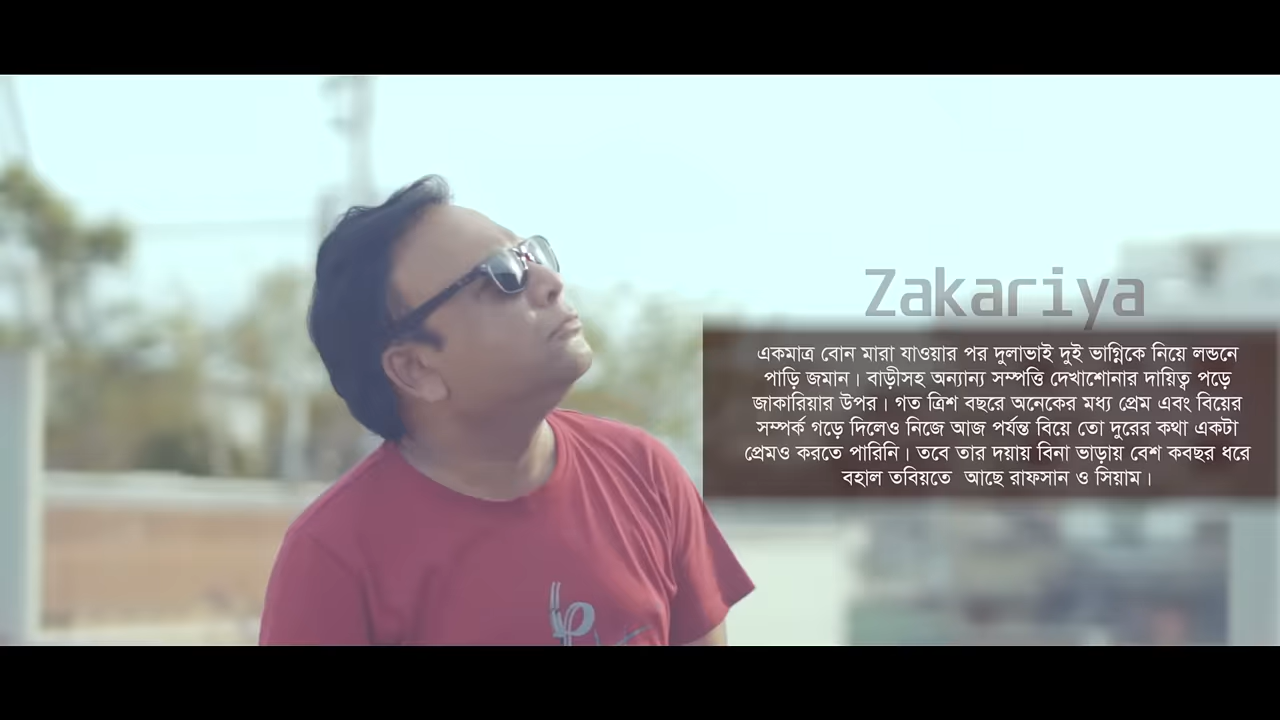 Zakariya
একমাত্র বোন মারা যাওয়ার পর দুলাভাই দুই ভাগ্নিকে নিয়ে লন্ডনে
পাড়ি জমান। বাড়ীসহ অন্যান্য সম্পত্তি দেখাশোনার দায়িত্ব পড়ে
জাকারিয়ার উপর। গত ত্রিশ বছরে অনেকের মধ্য প্রেম এবং বিয়ের
সম্পর্ক গড়ে দিলেও নিজে আজ পর্যন্ত বিয়ে তো দুরের কথা একটা
প্রেমও করতে পারিনি। তবে তার দয়ায় বিনা ভাড়ায় বেশ কবছর ধরে
বহাল তবিয়তে  আছে রাফসান ও সিয়াম।